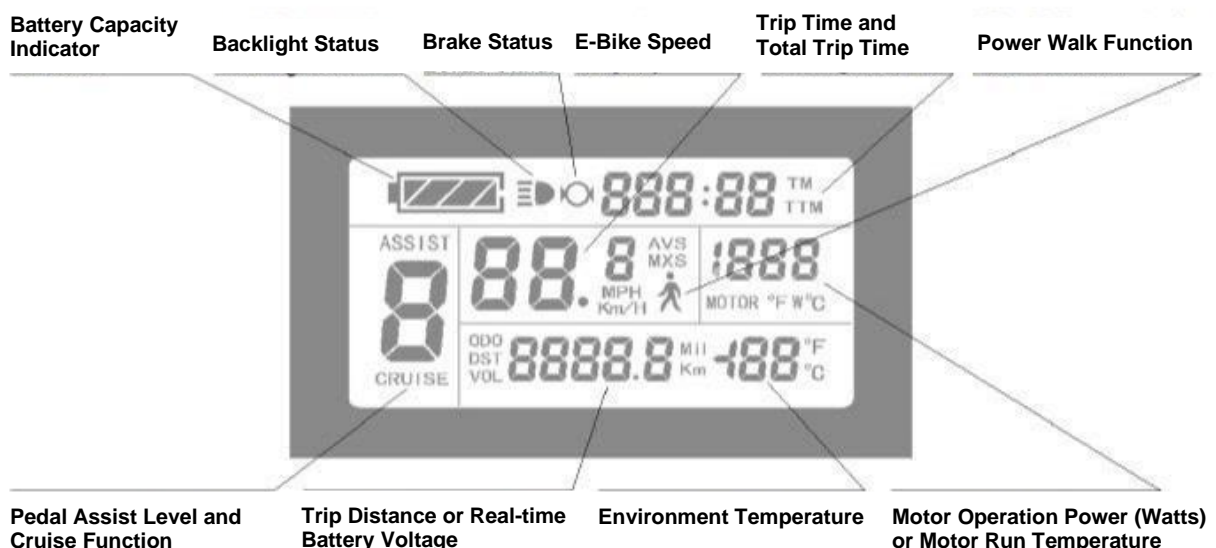 Battery Capacity
Indicator
Backlight Status
Brake Status
E-Bike Speed
Trip Time and
Total Trip Time
Power Walk Function
888:88
TM
TTM
ASSIST
8
CRUISE
88.8
AVS
MXS
MPH
Km/H
1888
MOTOR °F W°C
ODO
DST
VOL
8888.8
Mil
Km
-188
°F
°C
Pedal Assist Level and
Cruise Function
Trip Distance or Real-time
Battery Voltage
Environment Temperature
Motor Operation Power (Watts)
or Motor Run Temperature